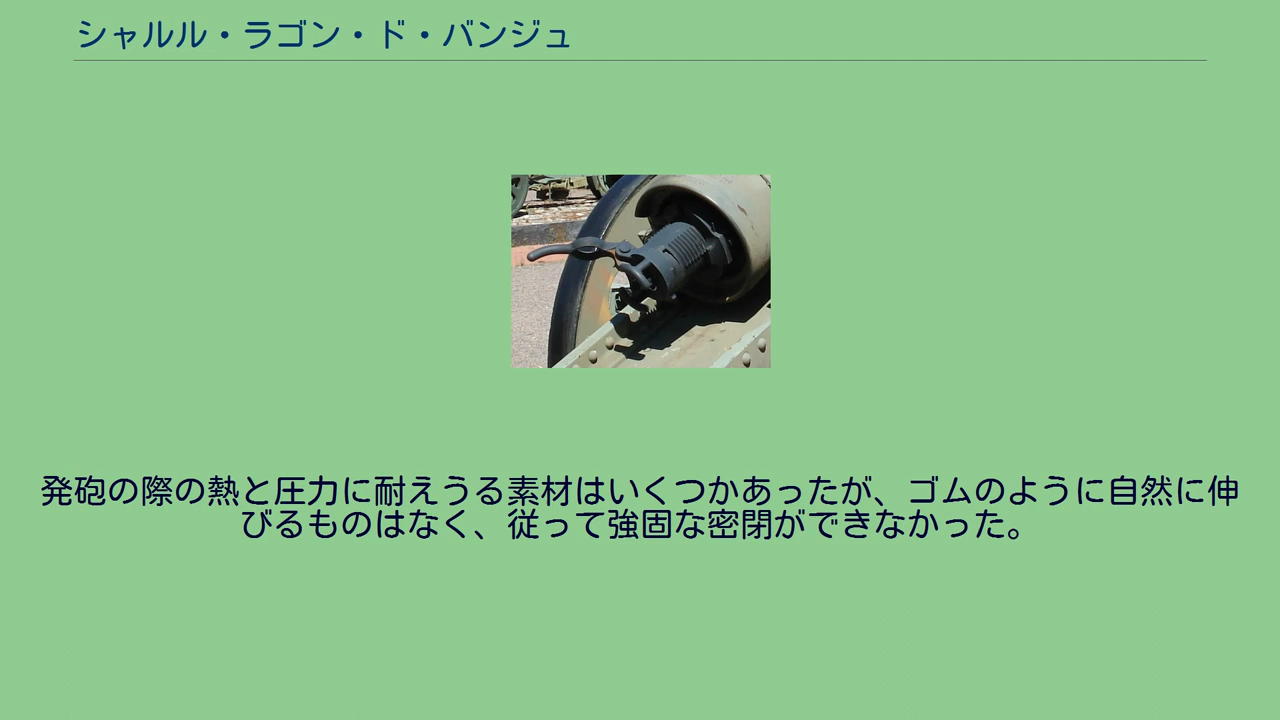 シャルル・ラゴン・ド・バンジュ
発砲の際の熱と圧力に耐えうる素材はいくつかあったが、ゴムのように自然に伸
びるものはなく、従って強固な密閉ができなかった。